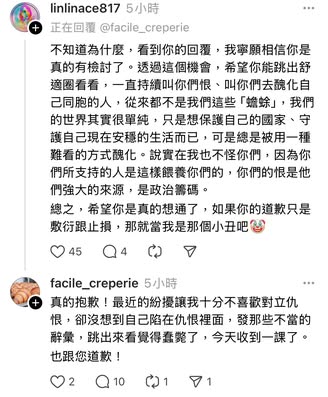 linlinace817 5小時
正在回覆 @facile_creperie
不知道為什麼，看到你的回覆，我寧願相信你是
真的有檢討了。透過這個機會，希望你能跳出舒
適圈看看，一直持續叫你們恨、叫你們去醜化自
己同胞的人，從來都不是我們這些「蟾蜍」，我們
的世界其實很單純，只是想保護自己的國家、守
護自己現在安穩的生活而已，可是總是被用一種
難看的方式醜化。說實在我也不怪你們，因為你
們所支持的人是這樣餵養你們的，你們的恨是他
們強大的來源，是政治籌碼。
總之，希望你是真的想通了，如果你的道歉只是
敷衍跟止損，那就當我是那個小丑吧🤡
45 4
facile_creperie 5小時
真的抱歉！最近的紛擾讓我十分不喜歡對立仇
恨，卻沒想到自己陷在仇恨裡面，發那些不當的
辭彙，跳出來看覺得蠢斃了，今天收到一課了。
也跟您道歉！
2 10 1 1